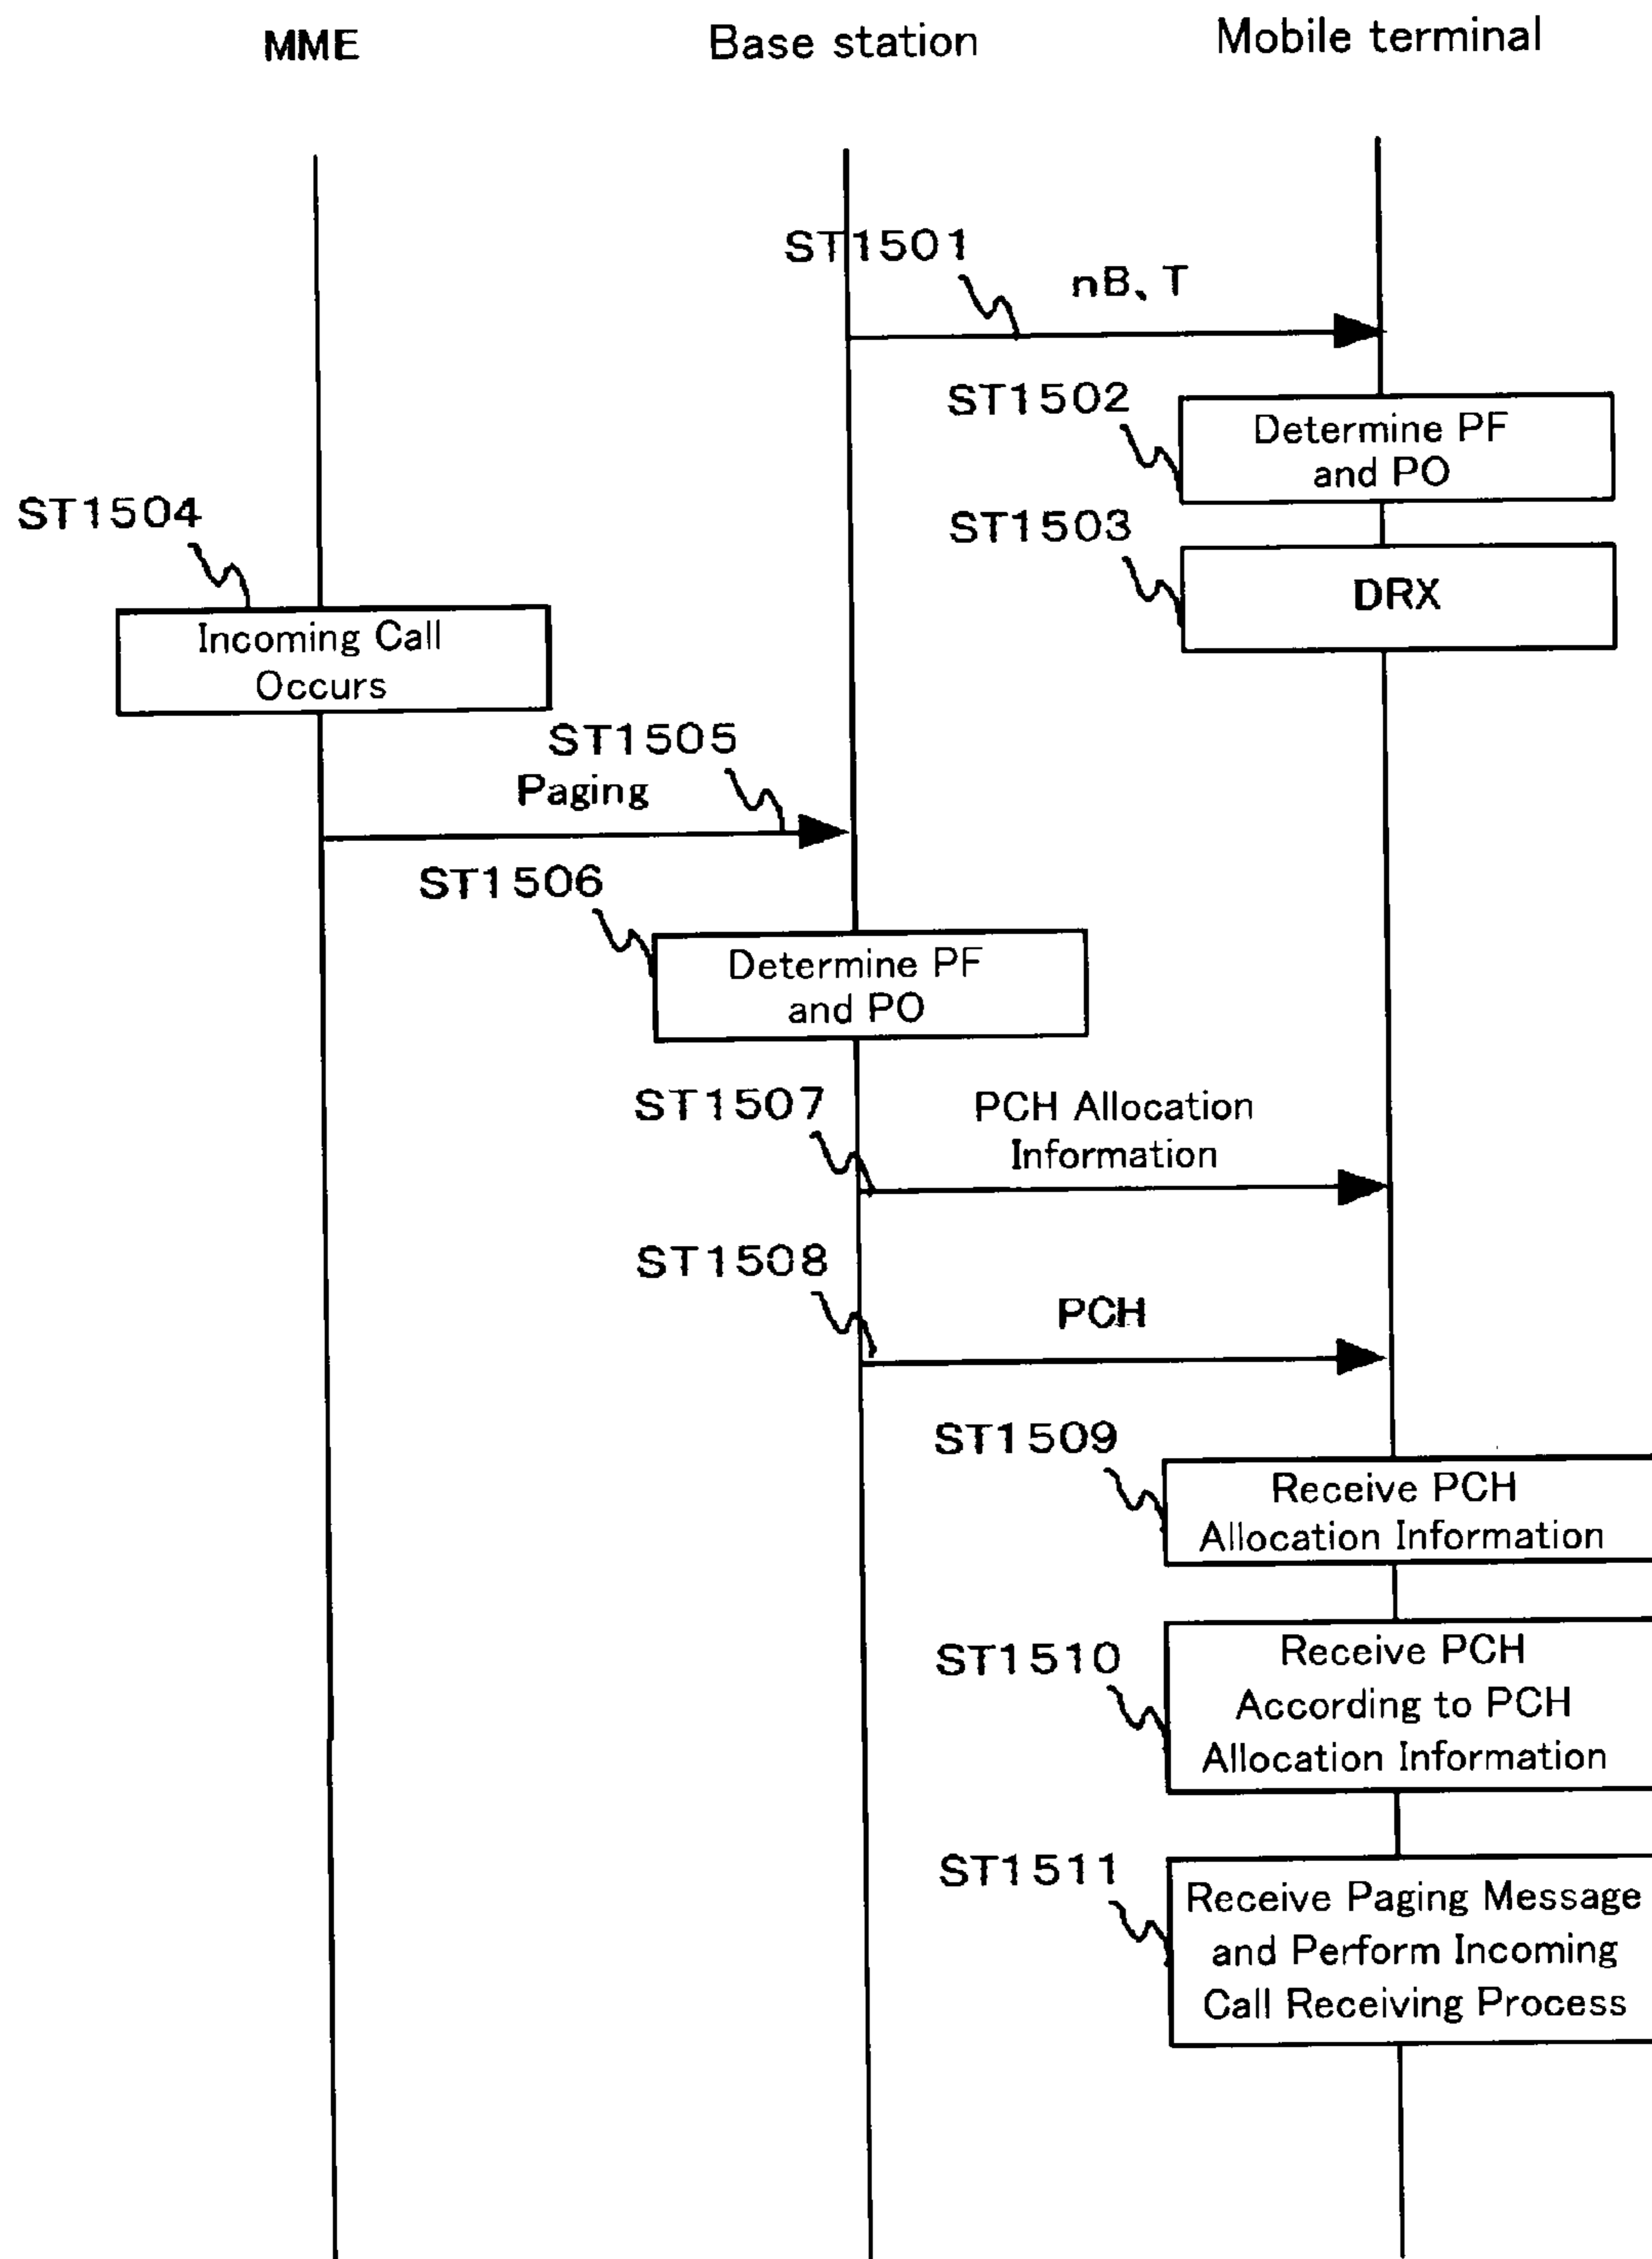 MME
Base station
Mobile terminal
ST1501
nB、T
ST1502
Determine PF
and PO
ST1503
DRX
ST1504
Incoming Call
Occurs
ST1505
Paging
ST1506
Determine PF
and PO
ST1507
PCH Allocation
Information
ST1508
PCH
ST1509
Receive PCH
Allocation Information
ST1510
Receive PCH
According to PCH
Allocation Information
ST1511
Receive Paging Message
and Perform Incoming
Call Receiving Process